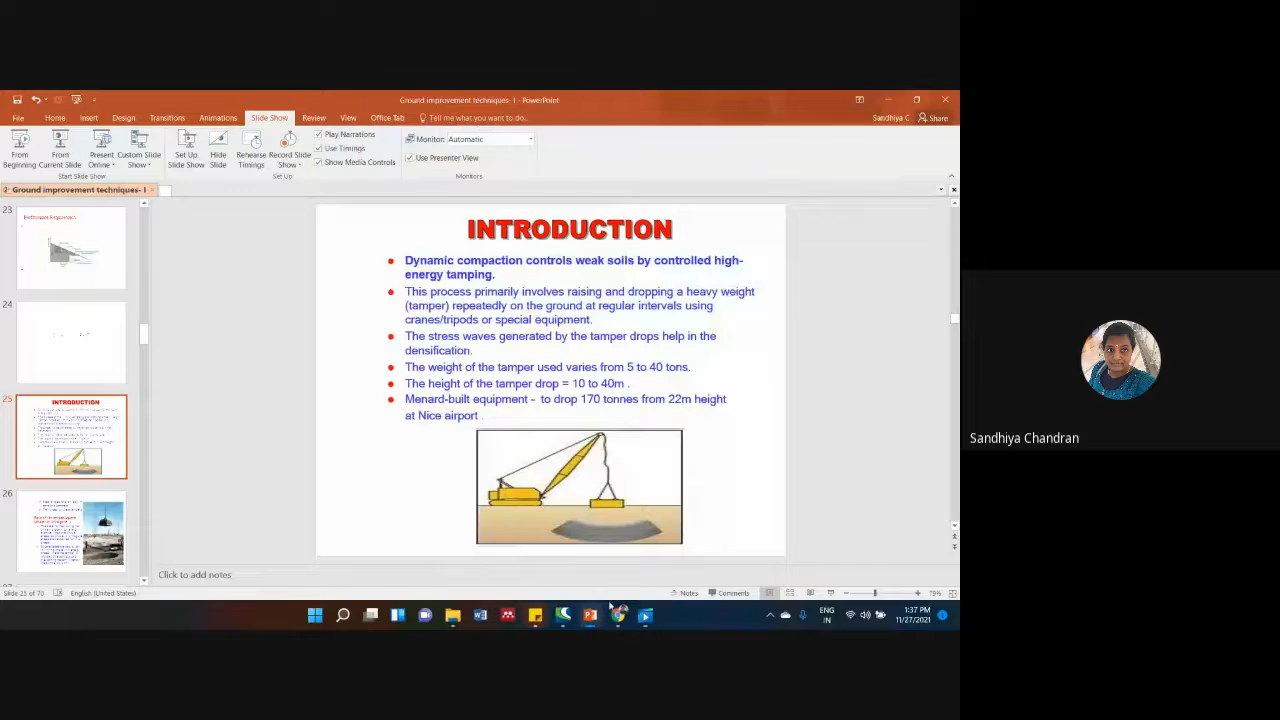 Ground improvement techniques- I - PowerPoint
Sandhiya C
Share
File
Home
Insert
Design
Transitions
Animations
Slide Show
Review
View
Office Tab
Tell me what you want to do...
From Beginning
From Current Slide
Present Online
Custom Slide Show
Set Up Slide Show
Hide Slide
Rehearse Timings
Record Slide Show
Play Narrations
Use Timings
Show Media Controls
Monitor: Automatic
Use Presenter View
Start Slide Show
Set Up
Monitors
Ground improvement techniques- I
23
24
25
INTRODUCTION
26
INTRODUCTION
Dynamic compaction controls weak soils by controlled high-
energy tamping.
This process primarily involves raising and dropping a heavy weight
(tamper) repeatedly on the ground at regular intervals using
cranes/tripods or special equipment.
The stress waves generated by the tamper drops help in the
densification.
The weight of the tamper used varies from 5 to 40 tons.
The height of the tamper drop = 10 to 40m .
Menard-built equipment - to drop 170 tonnes from 22m height
at Nice airport .
Click to add notes
Slide 25 of 70
English (United States)
Notes
Comments
79%
ENG
IN
1:37 PM
11/27/2021
Sandhiya Chandran